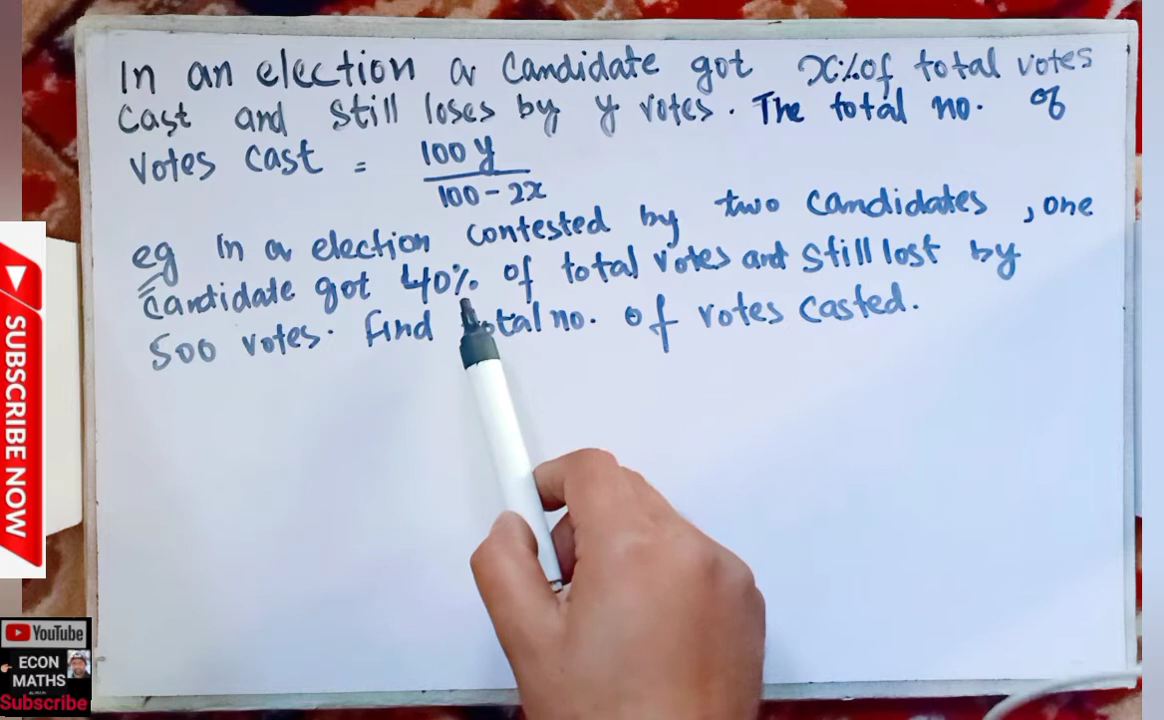 In an election a candidate got x% of total votes
cast and still loses by y votes. The total no. of
votes cast = 100y
100 - 2x
eg In a election contested by two candidates, one
candidate got 40% of total votes and still lost by
500 votes. Find total no. of votes casted.
SUBSCRIBE NOW
YouTube
ECON
MATHS
Subscribe